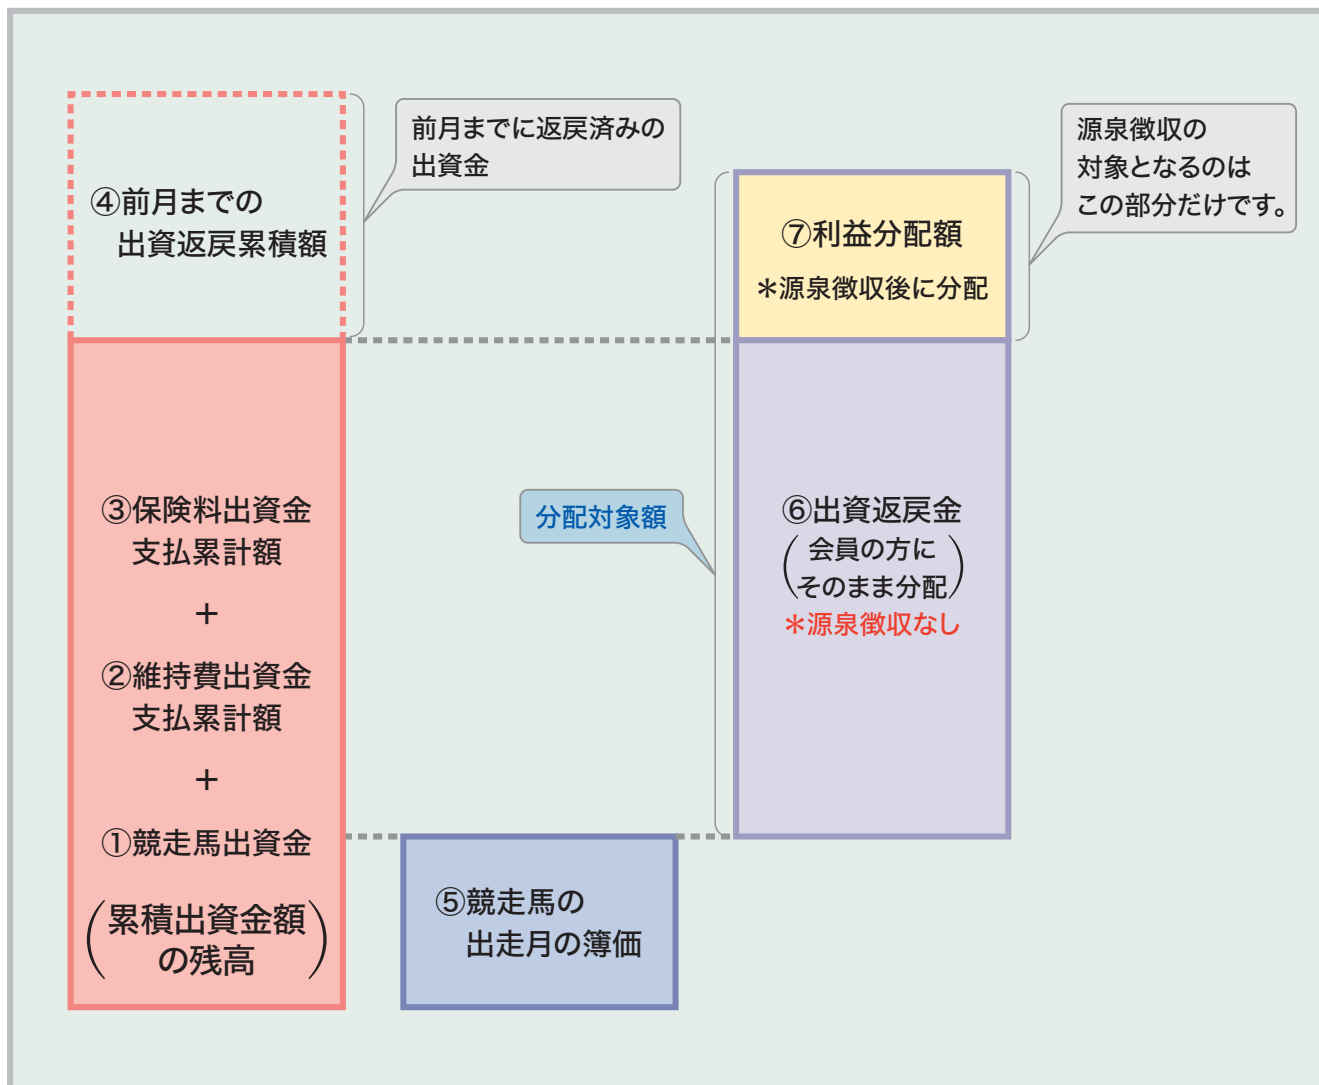 ④前月までの
出資返戻累積額
前月までに返戻済みの
出資金
③保険料出資金
支払累計額
＋
②維持費出資金
支払累計額
＋
①競走馬出資金
（累積出資金額
の残高）
⑤競走馬の
出走月の簿価
分配対象額
⑦利益分配額
＊源泉徴収後に分配
源泉徴収の
対象となるのは
この部分だけです。
⑥出資返戻金
（会員の方に
そのまま分配）
＊源泉徴収なし